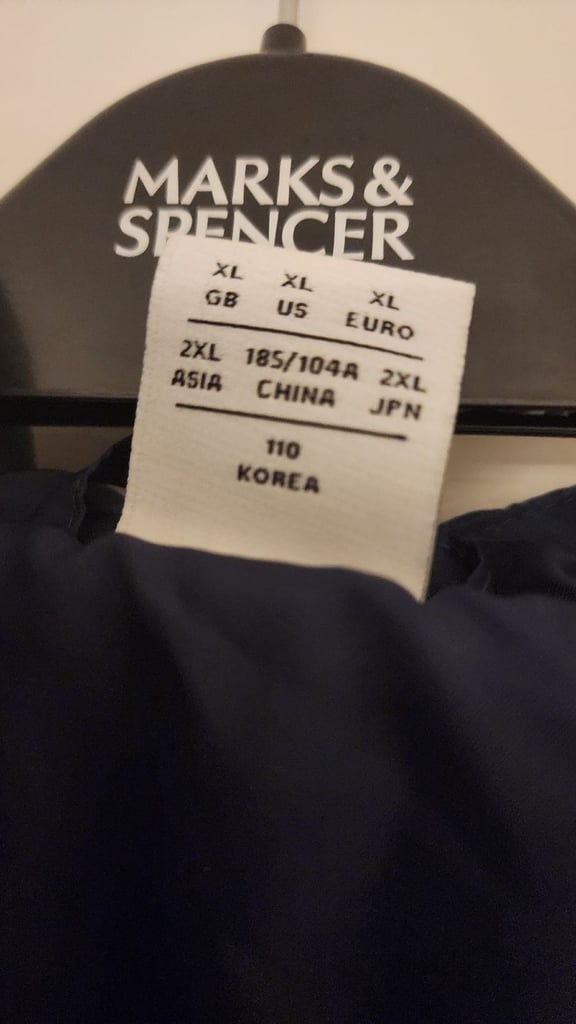 MARKS &
SPENCER
XL XL XL
GB US EURO
2XL 185/104A 2XL
ASIA CHINA JPN
110
KOREA